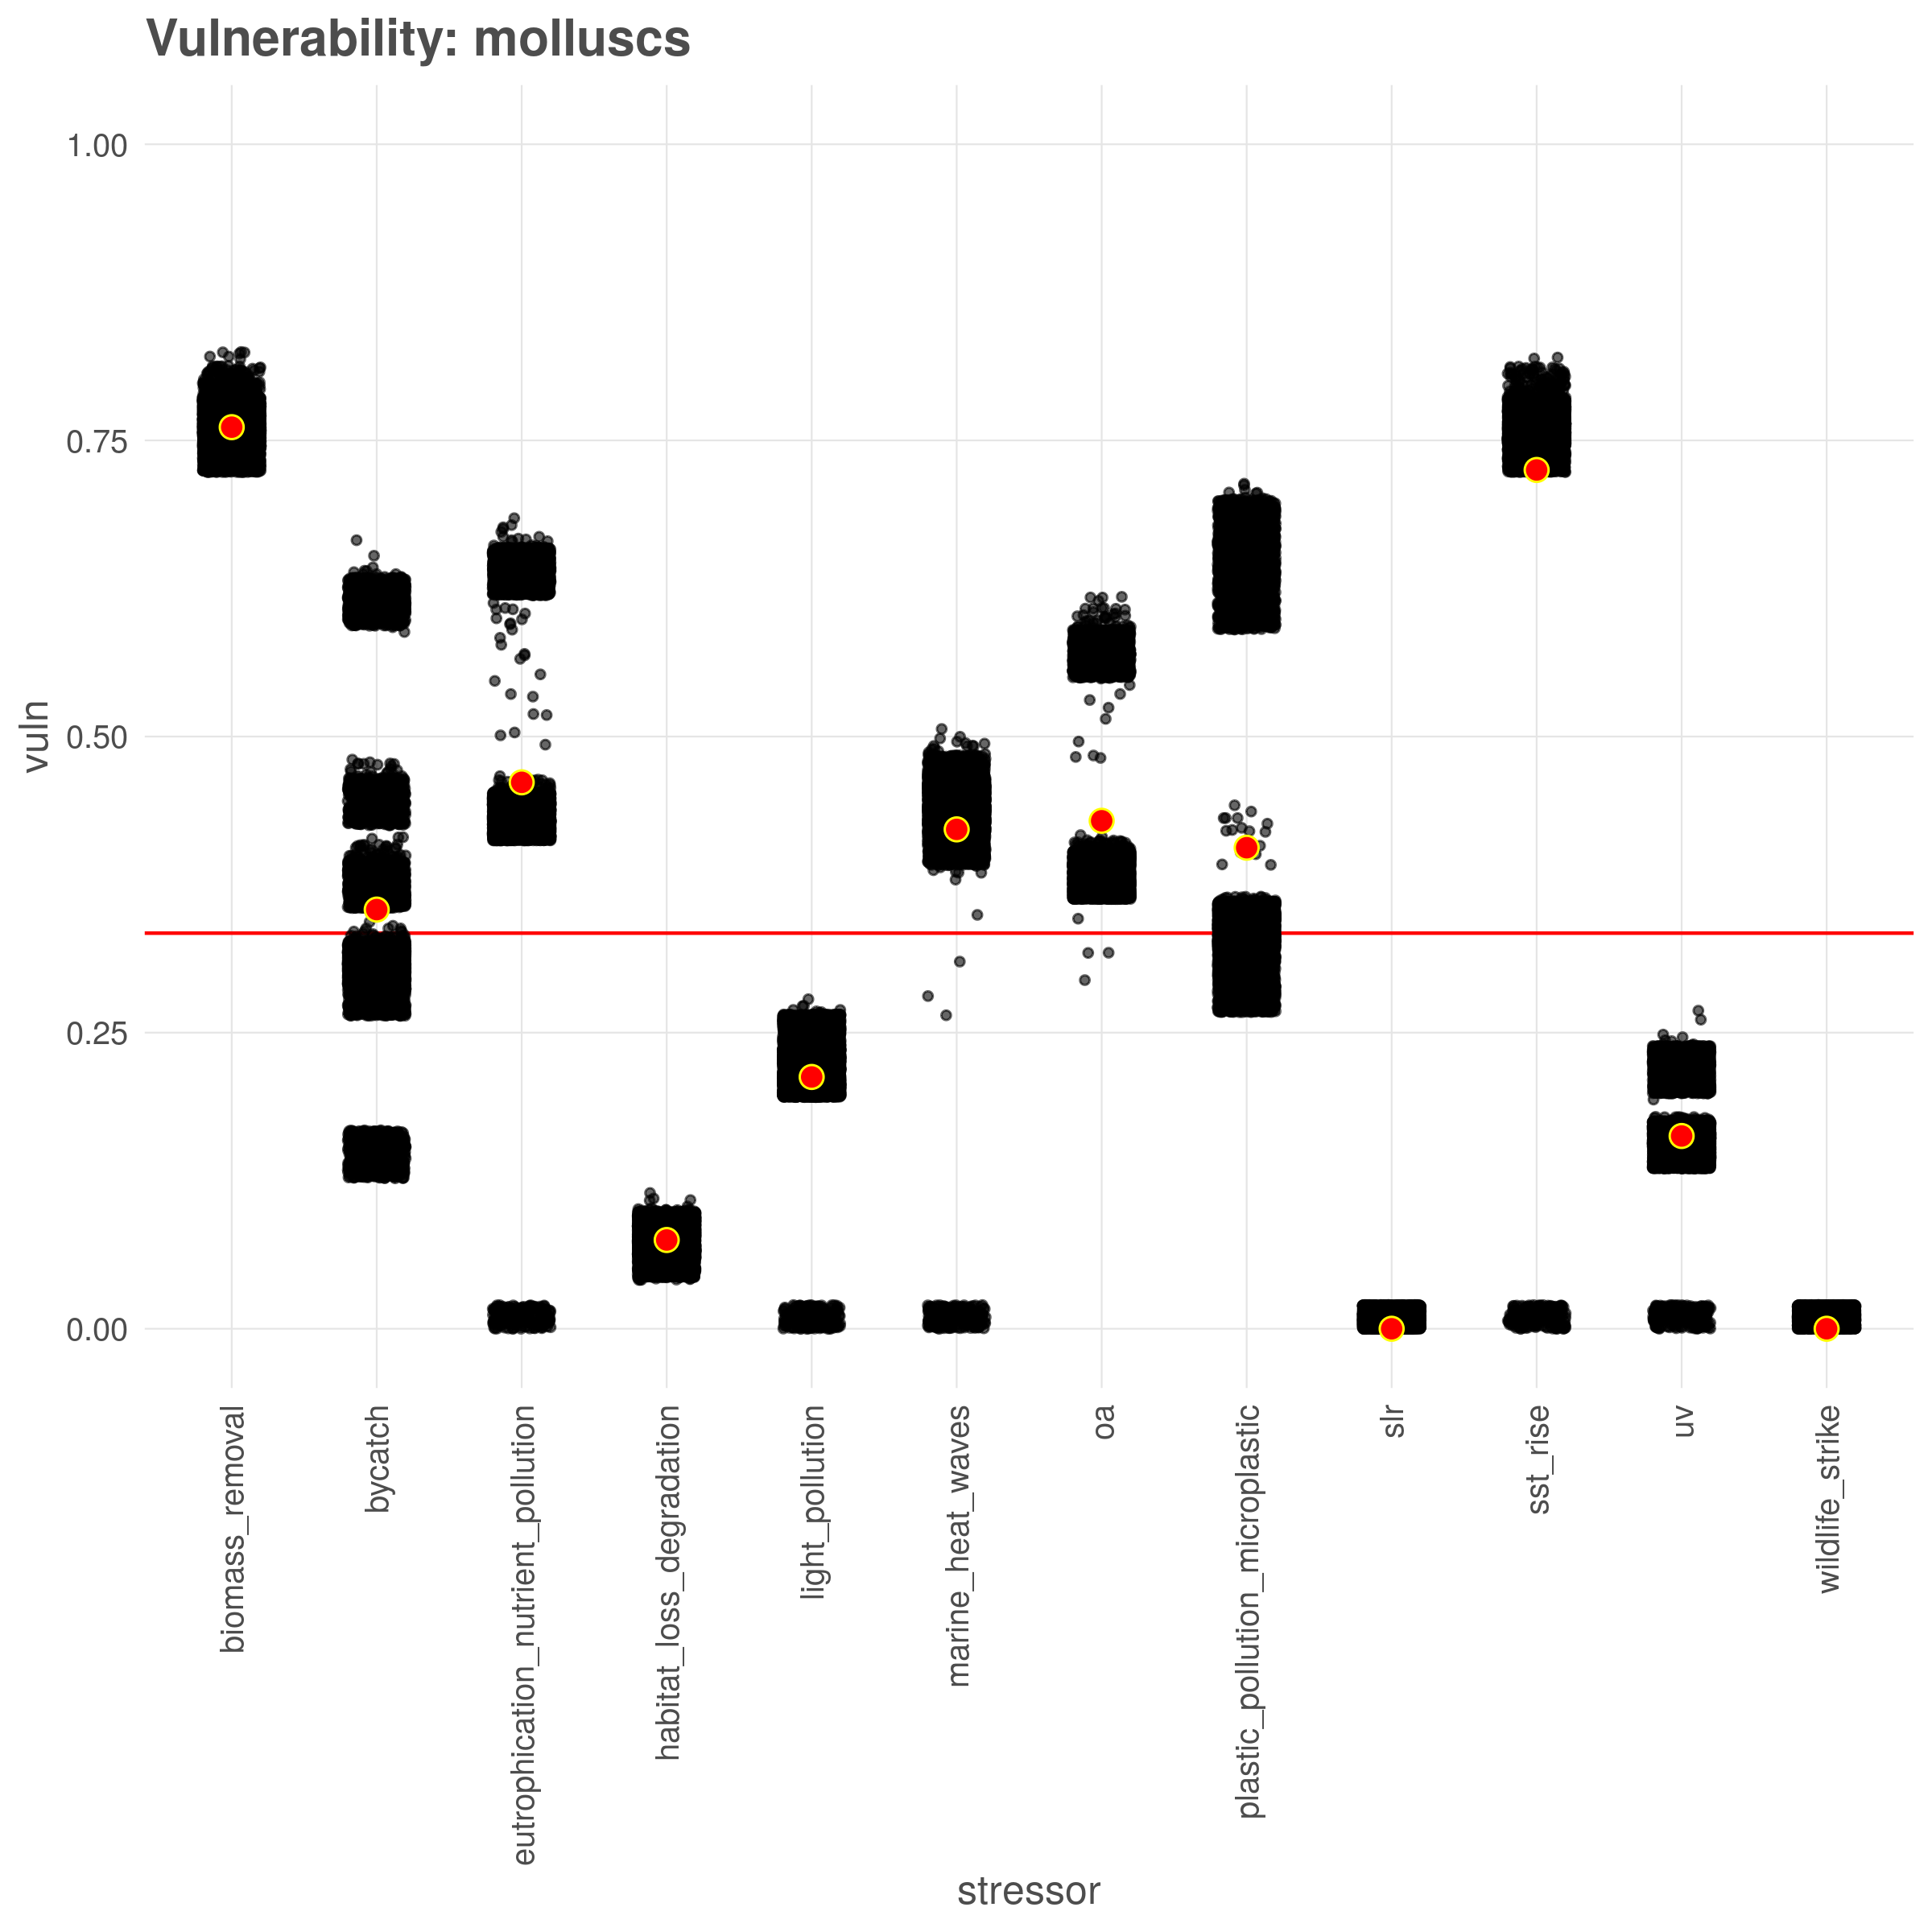 Vulnerability: molluscs
1.00
0.75
0.50
0.25
0.00
vuln
biomass_removal
bycatch
eutrophication_nutrient_pollution
habitat_loss_degradation
light_pollution
marine_heat_waves
oa
plastic_pollution_microplastic
slr
sst_rise
uv
wildlife_strike
stressor